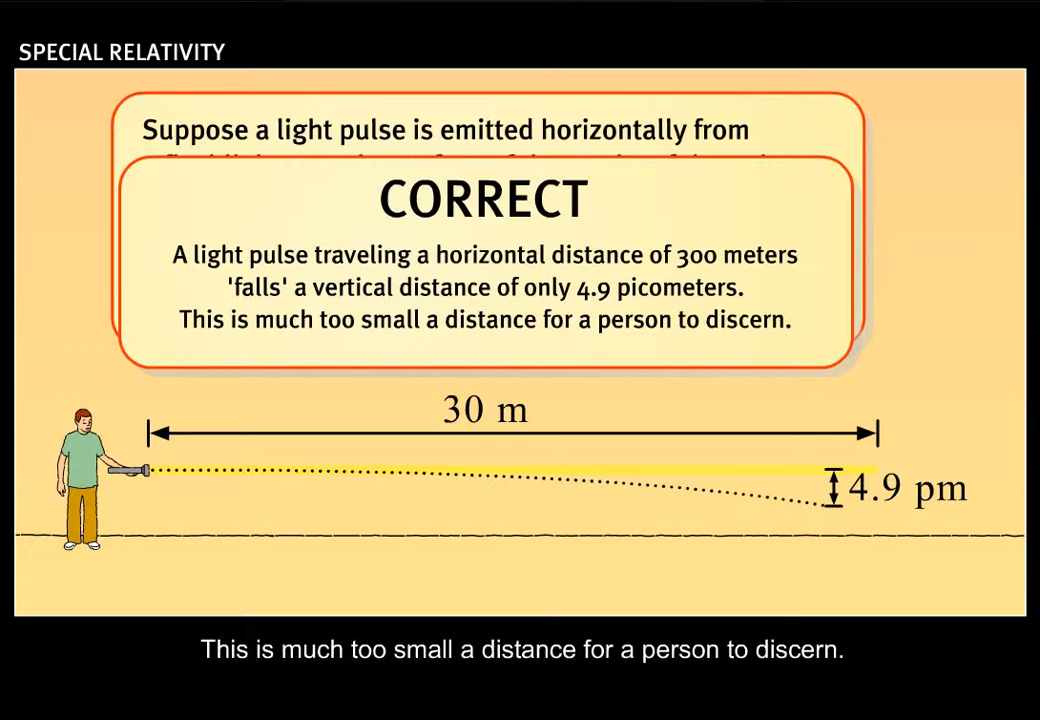 SPECIAL RELATIVITY
Suppose a light pulse is emitted horizontally from
CORRECT
A light pulse traveling a horizontal distance of 300 meters
'falls' a vertical distance of only 4.9 picometers.
This is much too small a distance for a person to discern.
30 m
4.9 pm
This is much too small a distance for a person to discern.